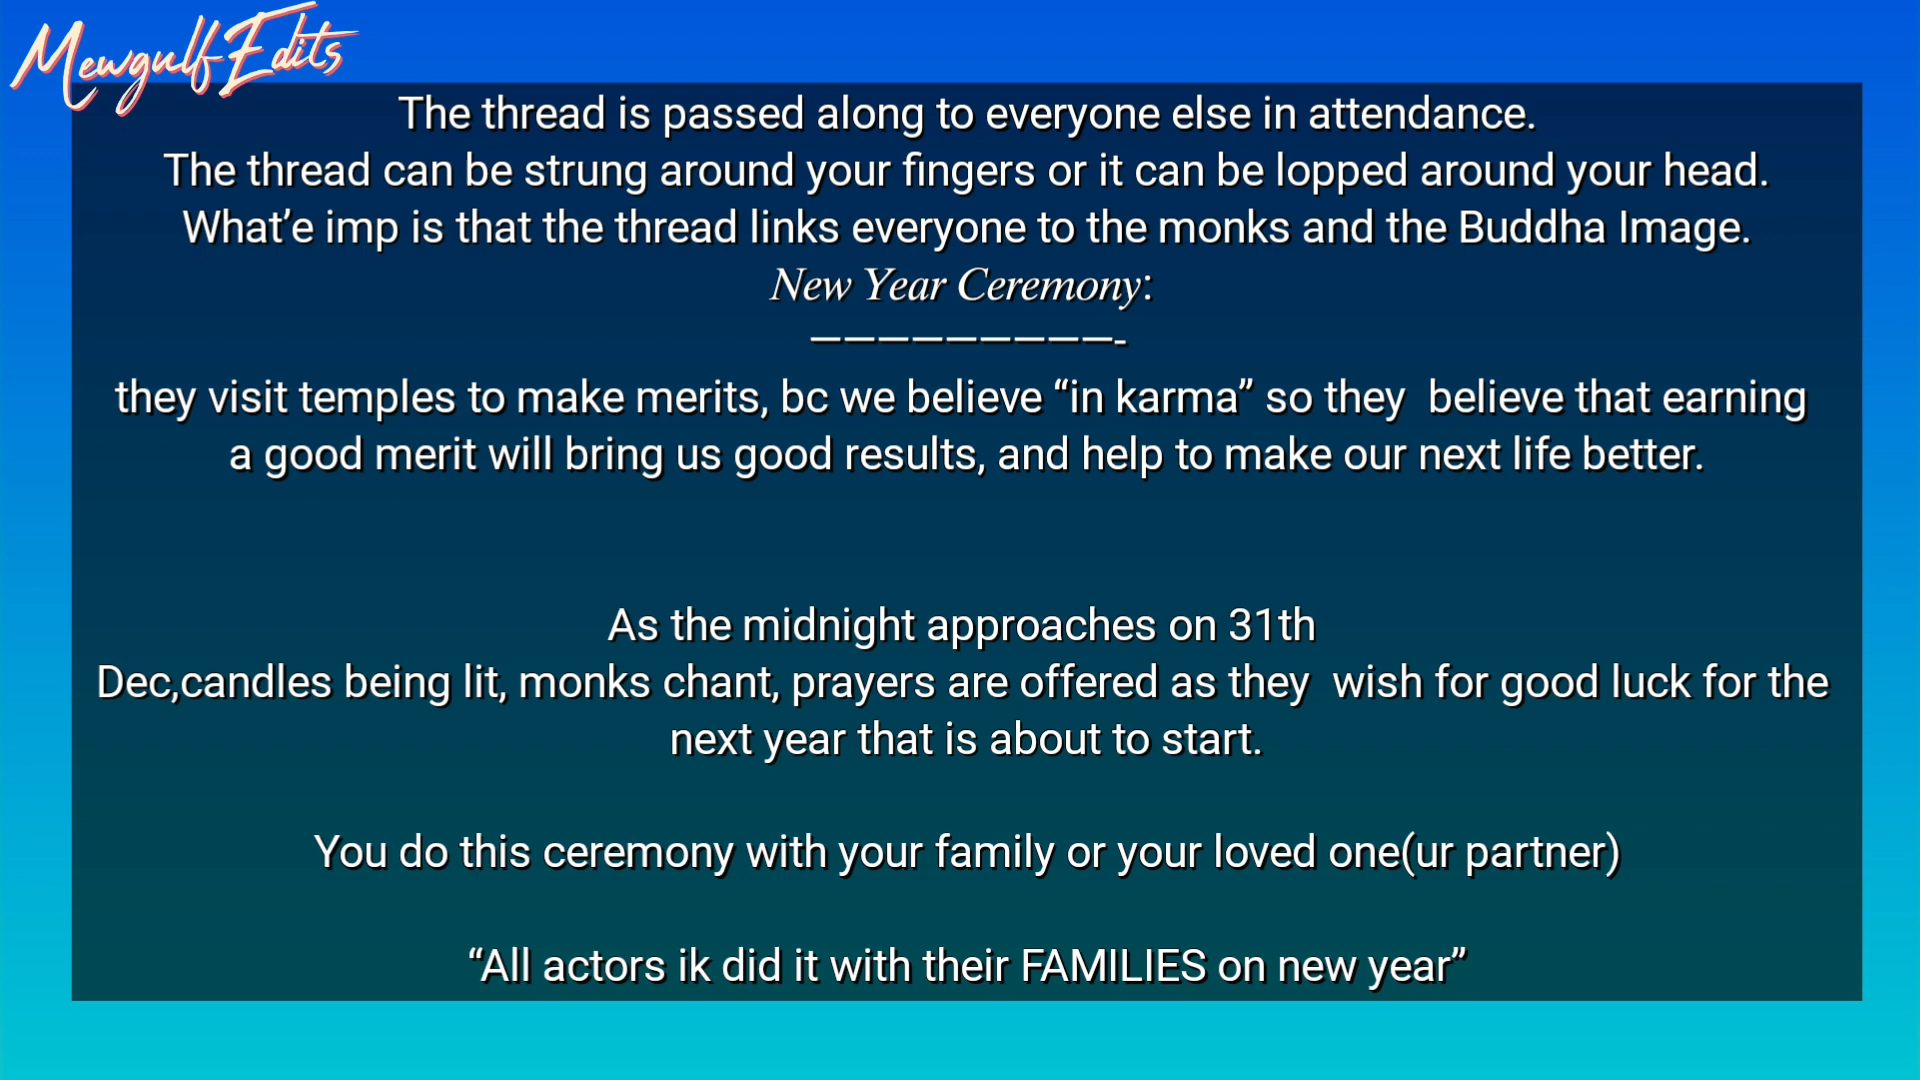 Mewgulf Edits
The thread is passed along to everyone else in attendance.
The thread can be strung around your fingers or it can be lopped around your head.
What’e imp is that the thread links everyone to the monks and the Buddha Image.
New Year Ceremony:
—————————-
they visit temples to make merits, bc we believe “in karma” so they  believe that earning
a good merit will bring us good results, and help to make our next life better.
As the midnight approaches on 31th
Dec,candles being lit, monks chant, prayers are offered as they  wish for good luck for the
next year that is about to start.
You do this ceremony with your family or your loved one(ur partner)
“All actors ik did it with their FAMILIES on new year”